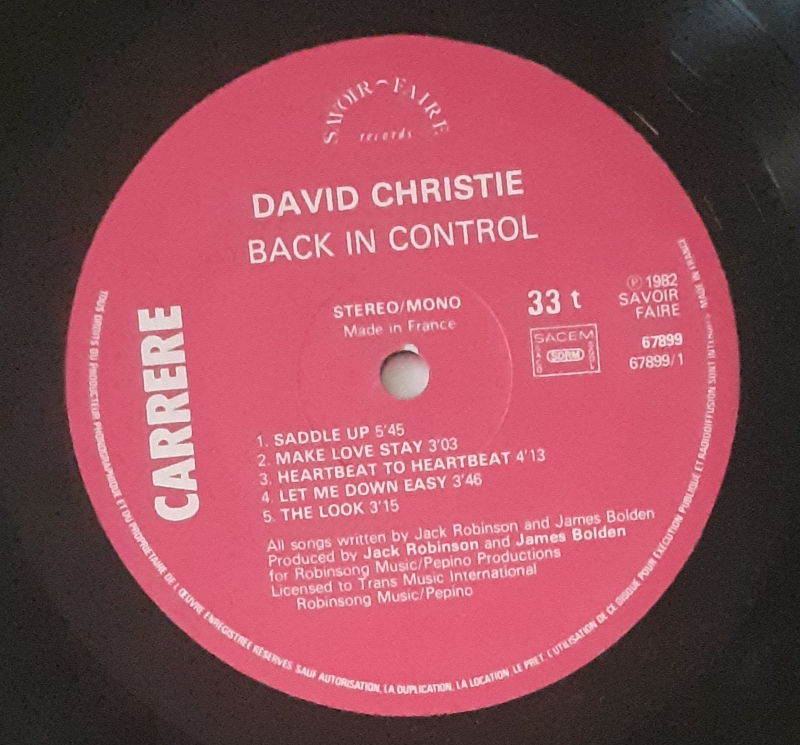 SAVOIR FAIRE
records
DAVID CHRISTIE
BACK IN CONTROL
STEREO/MONO
Made in France
33 t
℗ 1982
SAVOIR
FAIRE
SACEM
SDRM
67899
67899/1
CARRERE
1. SADDLE UP 5'45
2. MAKE LOVE STAY 3'03
3. HEARTBEAT TO HEARTBEAT 4'13
4. LET ME DOWN EASY 3'46
5. THE LOOK 3'15
All songs written by Jack Robinson and James Bolden
Produced by Jack Robinson and James Bolden
for Robinsong Music/Pepino Productions
Licensed to Trans Music International
Robinsong Music/Pepino
TOUS DROITS DU PRODUCTEUR PHONOGRAPHIQUE ET DU PROPRIETAIRE DE L'ŒUVRE ENREGISTREE RESERVES. SAUF AUTORISATION, LA DUPLICATION, LA LOCATION, LE PRET, L'UTILISATION DE CE DISQUE POUR EXECUTION PUBLIQUE ET RADIODIFFUSION SONT INTERDITS MADE IN FRANCE